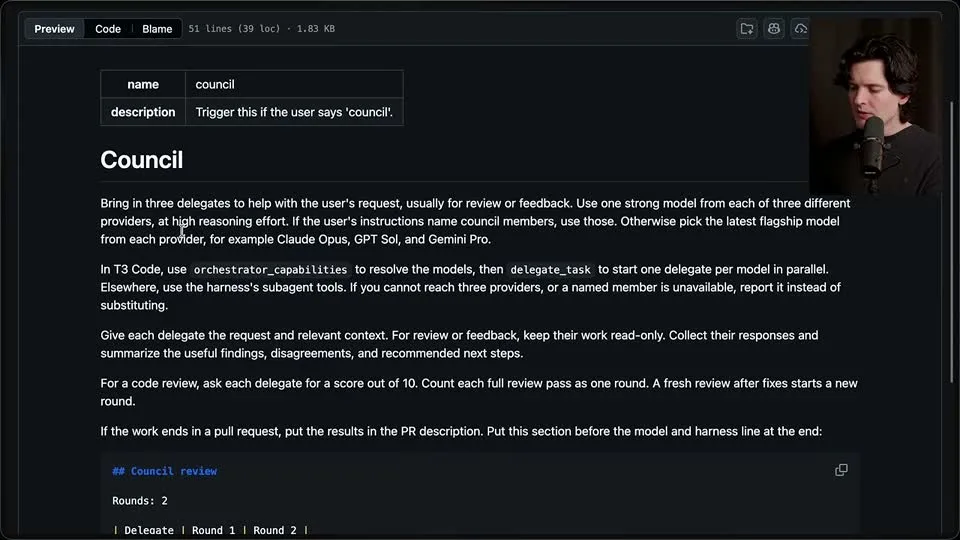 Preview Code Blame 51 lines (39 loc) · 1.83 KB
name council
description Trigger this if the user says 'council'.
Council
Bring in three delegates to help with the user's request, usually for review or feedback. Use one strong model from each of three different
providers, at high reasoning effort. If the user's instructions name council members, use those. Otherwise pick the latest flagship model
from each provider, for example Claude Opus, GPT Sol, and Gemini Pro.
In T3 Code, use orchestrator_capabilities to resolve the models, then delegate_task to start one delegate per model in parallel.
Elsewhere, use the harness's subagent tools. If you cannot reach three providers, or a named member is unavailable, report it instead of
substituting.
Give each delegate the request and relevant context. For review or feedback, keep their work read-only. Collect their responses and
summarize the useful findings, disagreements, and recommended next steps.
For a code review, ask each delegate for a score out of 10. Count each full review pass as one round. A fresh review after fixes starts a new
round.
If the work ends in a pull request, put the results in the PR description. Put this section before the model and harness line at the end:
## Council review
Rounds: 2
| Delegate | Round 1 | Round 2 |